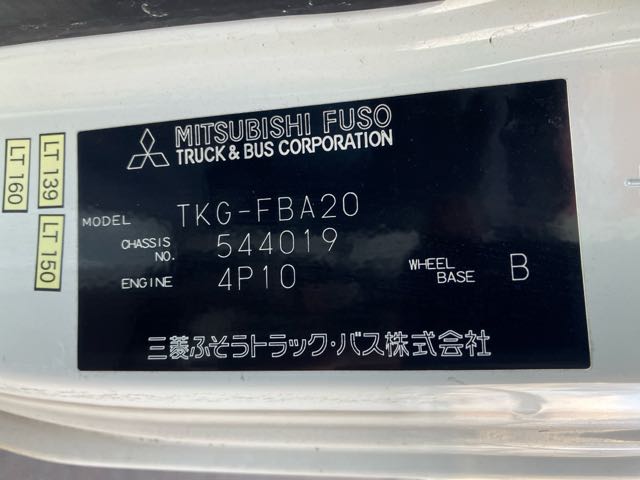 MITSUBISHI FUSO
TRUCK & BUS CORPORATION
MODEL TKG-FBA20
CHASSIS NO. 544019
ENGINE 4P10
WHEEL BASE B
三菱ふそうトラック・バス株式会社
LT 160
LT 139
LT 150